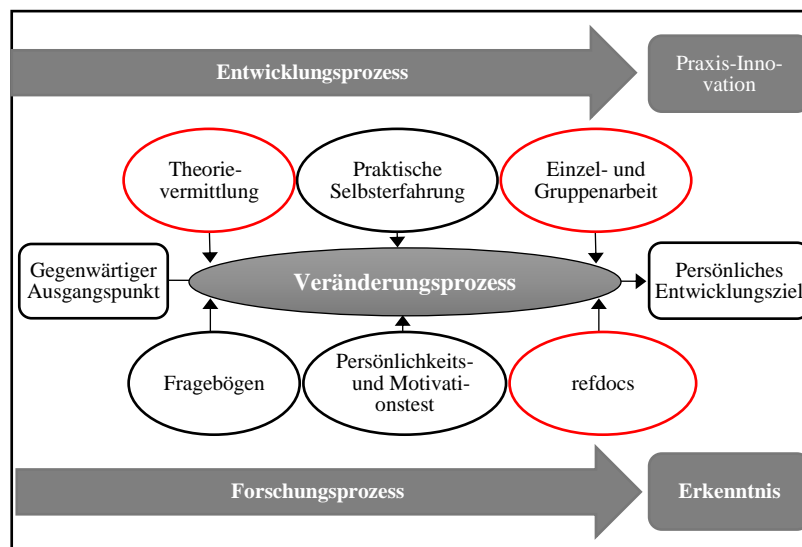 Entwicklungsprozess
Praxis-Inno-
vation
Theorie-
vermittlung
Praktische
Selbsterfahrung
Einzel- und
Gruppenarbeit
Gegenwärtiger
Ausgangspunkt
Veränderungsprozess
Persönliches
Entwicklungsziel
Fragebögen
Persönlichkeits-
und Motivati-
onstest
refdocs
Forschungsprozess
Erkenntnis